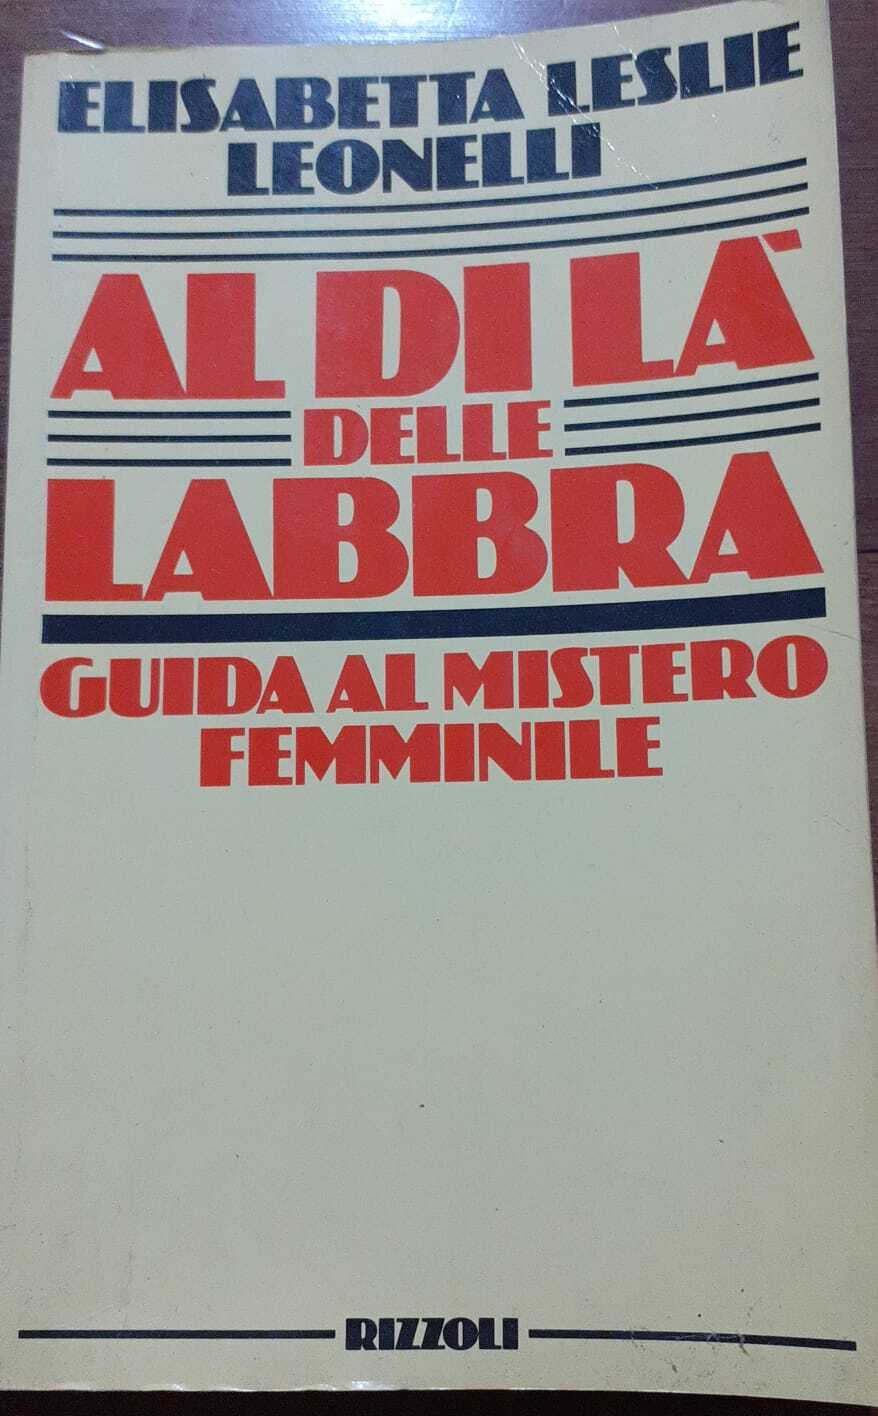 ELISABETTA LESLIE
LEONELLI
AL DI LÀ
DELLE
LABBRA
GUIDA AL MISTERO
FEMMINILE
RIZZOLI